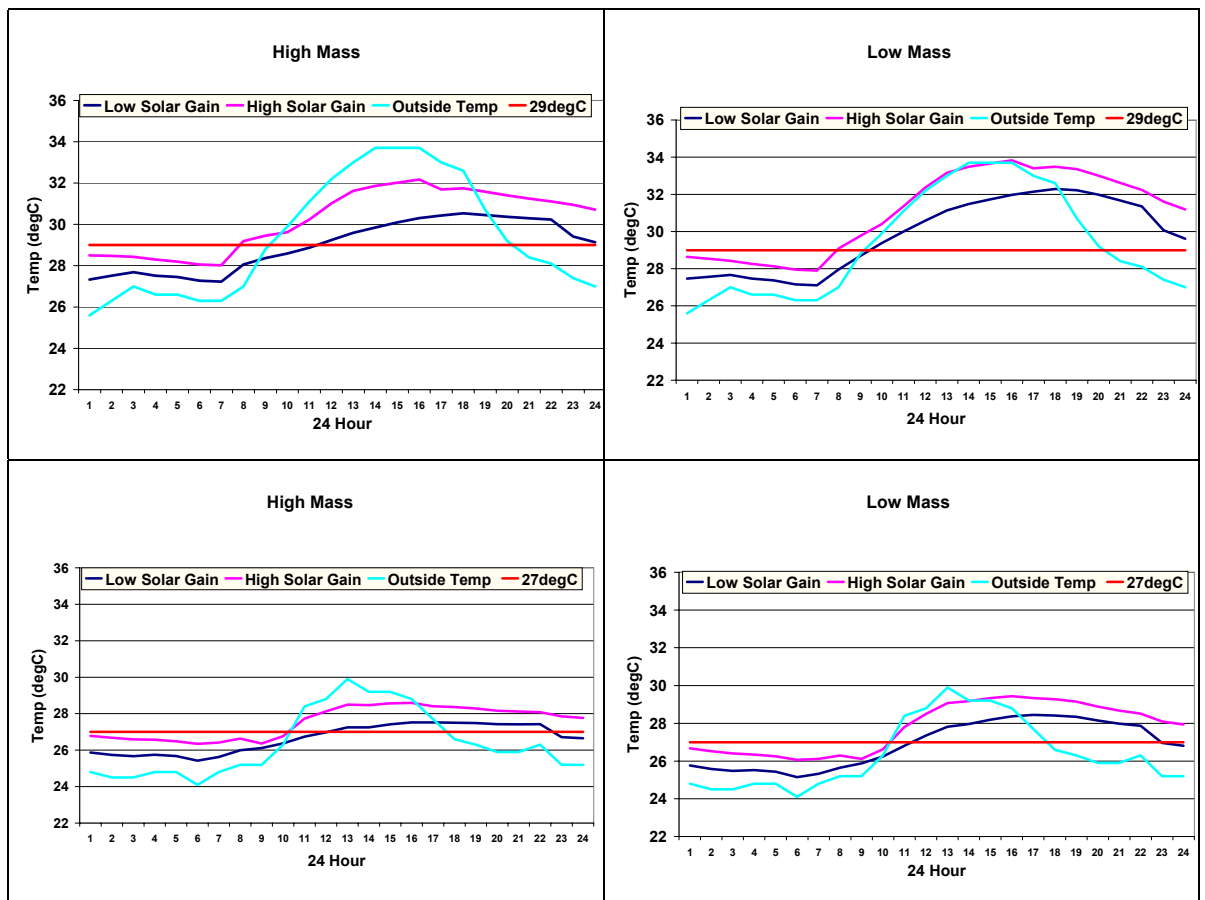 High Mass
Low Solar Gain High Solar Gain Outside Temp 29degC
36
34
32
30
28
26
24
22
Temp (degC)
1 2 3 4 5 6 7 8 9 10 11 12 13 14 15 16 17 18 19 20 21 22 23 24
24 Hour
Low Mass
Low Solar Gain High Solar Gain Outside Temp 29degC
36
34
32
30
28
26
24
22
Temp (degC)
1 2 3 4 5 6 7 8 9 10 11 12 13 14 15 16 17 18 19 20 21 22 23 24
24 Hour
High Mass
Low Solar Gain High Solar Gain Outside Temp 27degC
36
34
32
30
28
26
24
22
Temp (degC)
1 2 3 4 5 6 7 8 9 10 11 12 13 14 15 16 17 18 19 20 21 22 23 24
24 Hour
Low Mass
Low Solar Gain High Solar Gain Outside Temp 27degC
36
34
32
30
28
26
24
22
Temp (degC)
1 2 3 4 5 6 7 8 9 10 11 12 13 14 15 16 17 18 19 20 21 22 23 24
24 Hour